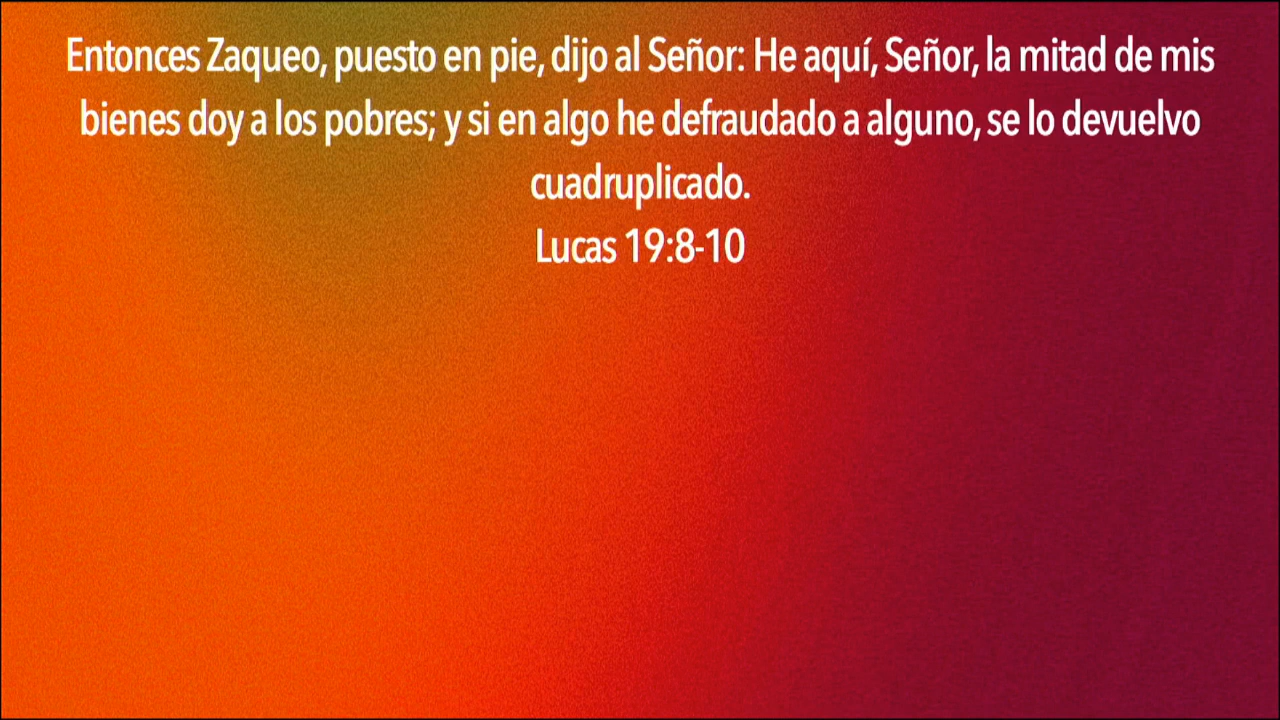 Entonces Zaqueo, puesto en pie, dijo al Señor: He aquí, Señor, la mitad de mis
bienes doy a los pobres; y si en algo he defraudado a alguno, se lo devuelvo
cuadruplicado.
Lucas 19:8-10